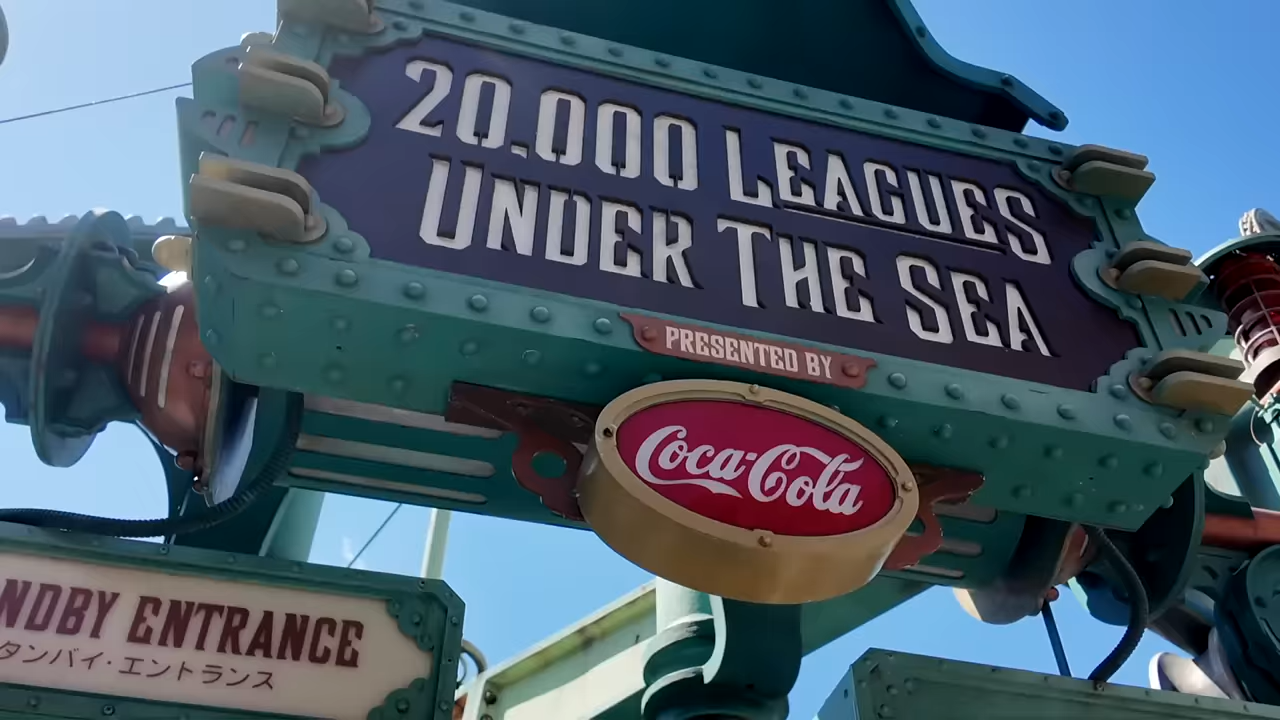 20.000 LEAGUES
UNDER THE SEA
PRESENTED BY
Coca-Cola
NDBY ENTRANCE
タンバイ・エントランス